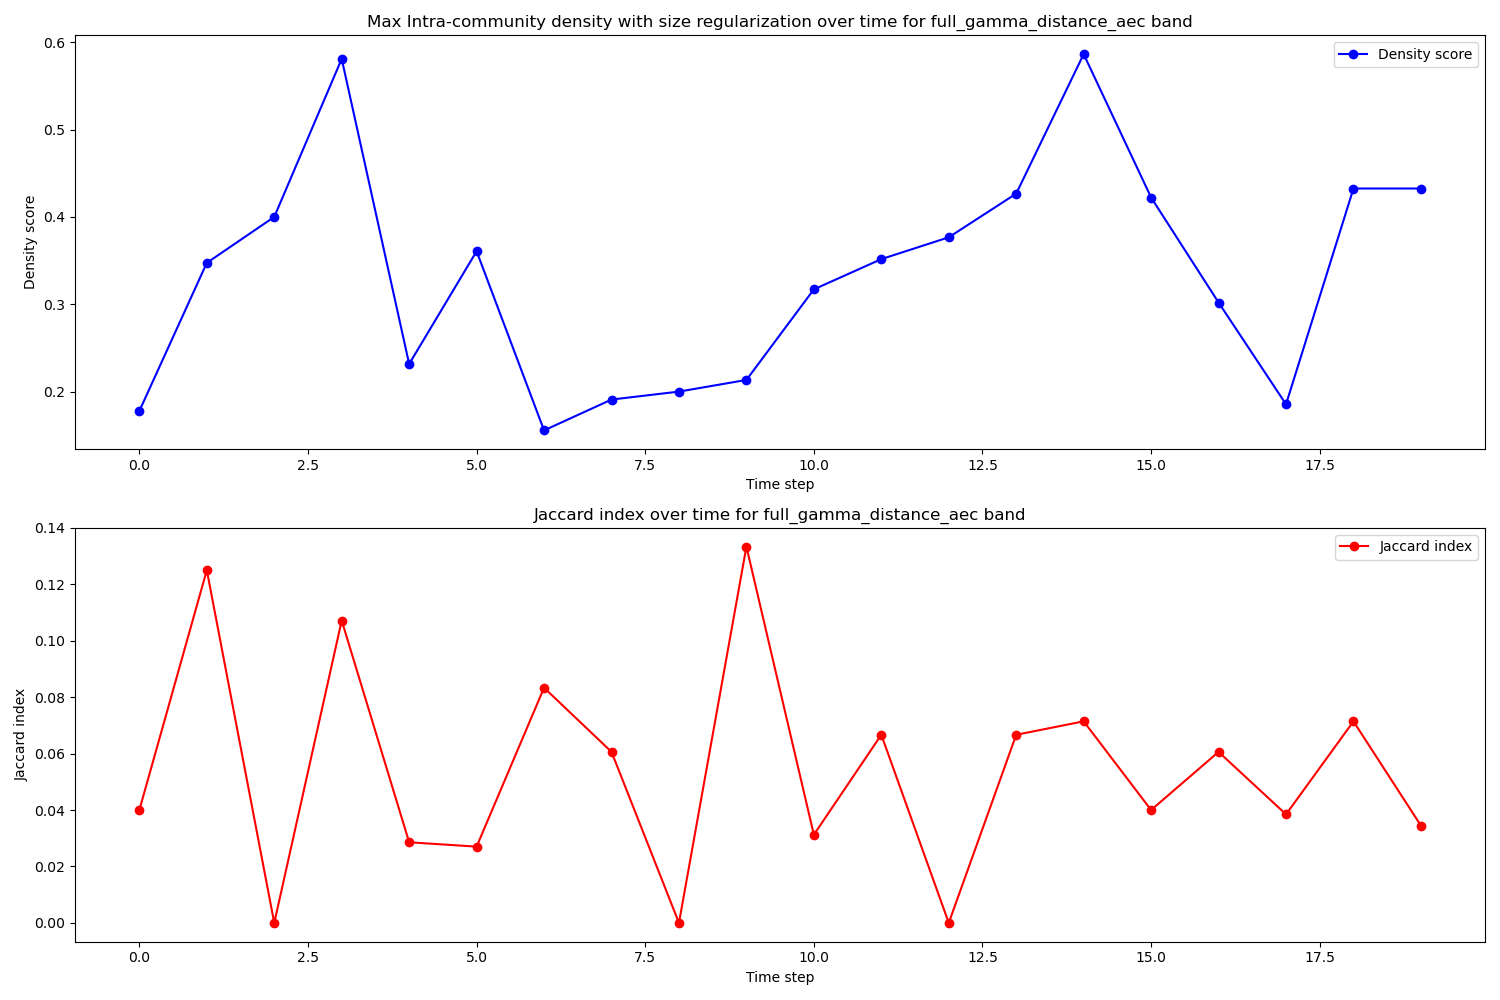 Max Intra-community density with size regularization over time for full_gamma_distance_aec band
Density score
0.6
0.5
0.4
0.3
0.2
Density score
0.0 2.5 5.0 7.5 10.0 12.5 15.0 17.5
Time step
Jaccard index over time for full_gamma_distance_aec band
Jaccard index
0.14
0.12
0.10
0.08
0.06
0.04
0.02
0.00
Jaccard index
0.0 2.5 5.0 7.5 10.0 12.5 15.0 17.5
Time step